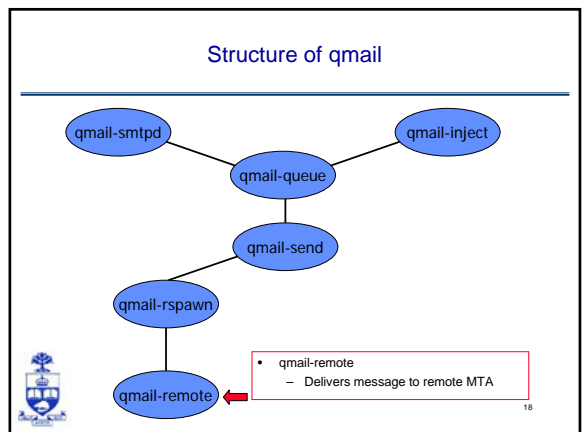 Structure of qmail
qmail-smtpd
qmail-inject
qmail-queue
qmail-send
qmail-rspawn
qmail-remote
• qmail-remote
– Delivers message to remote MTA
18